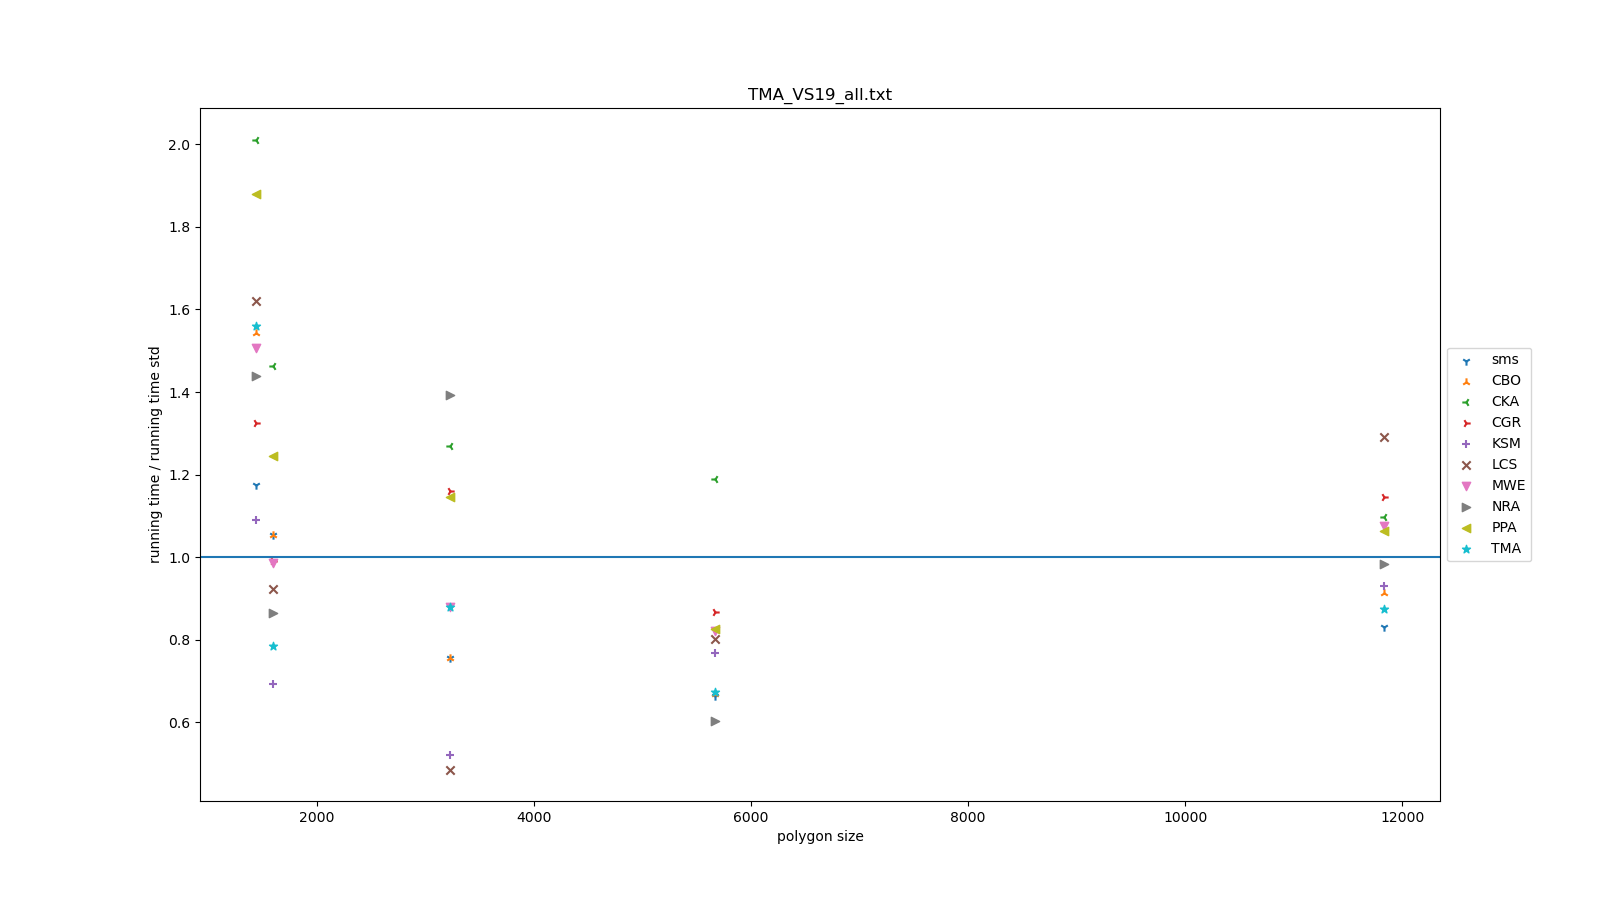 TMA_VS19_all.txt
running time / running time std
2.0
1.8
1.6
1.4
1.2
1.0
0.8
0.6
2000
4000
6000
8000
10000
12000
polygon size
sms
CBO
CKA
CGR
KSM
LCS
MWE
NRA
PPA
TMA